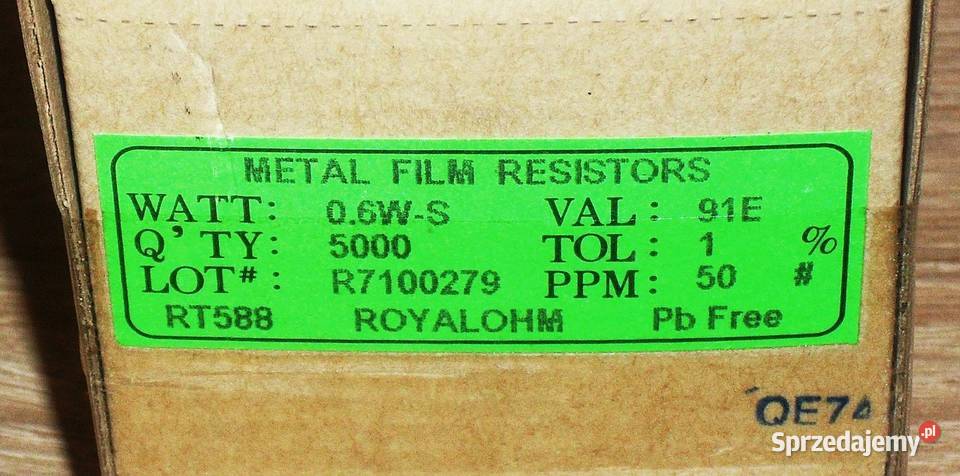 METAL FILM RESISTORS
WATT: 0.6W-S VAL: 91E
Q'TY: 5000 TOL: 1 %
LOT#: R7100279 PPM: 50 #
RT588 ROYALOHM Pb Free
QE74
Sprzedajemy.pl